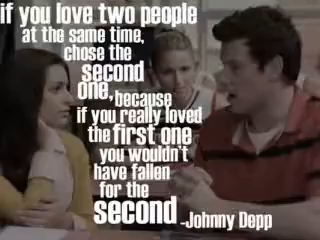 if you love two people
at the same time,
chose the
second
one, because
if you really loved
the first one
you wouldn't
have fallen
for the
second -Johnny Depp